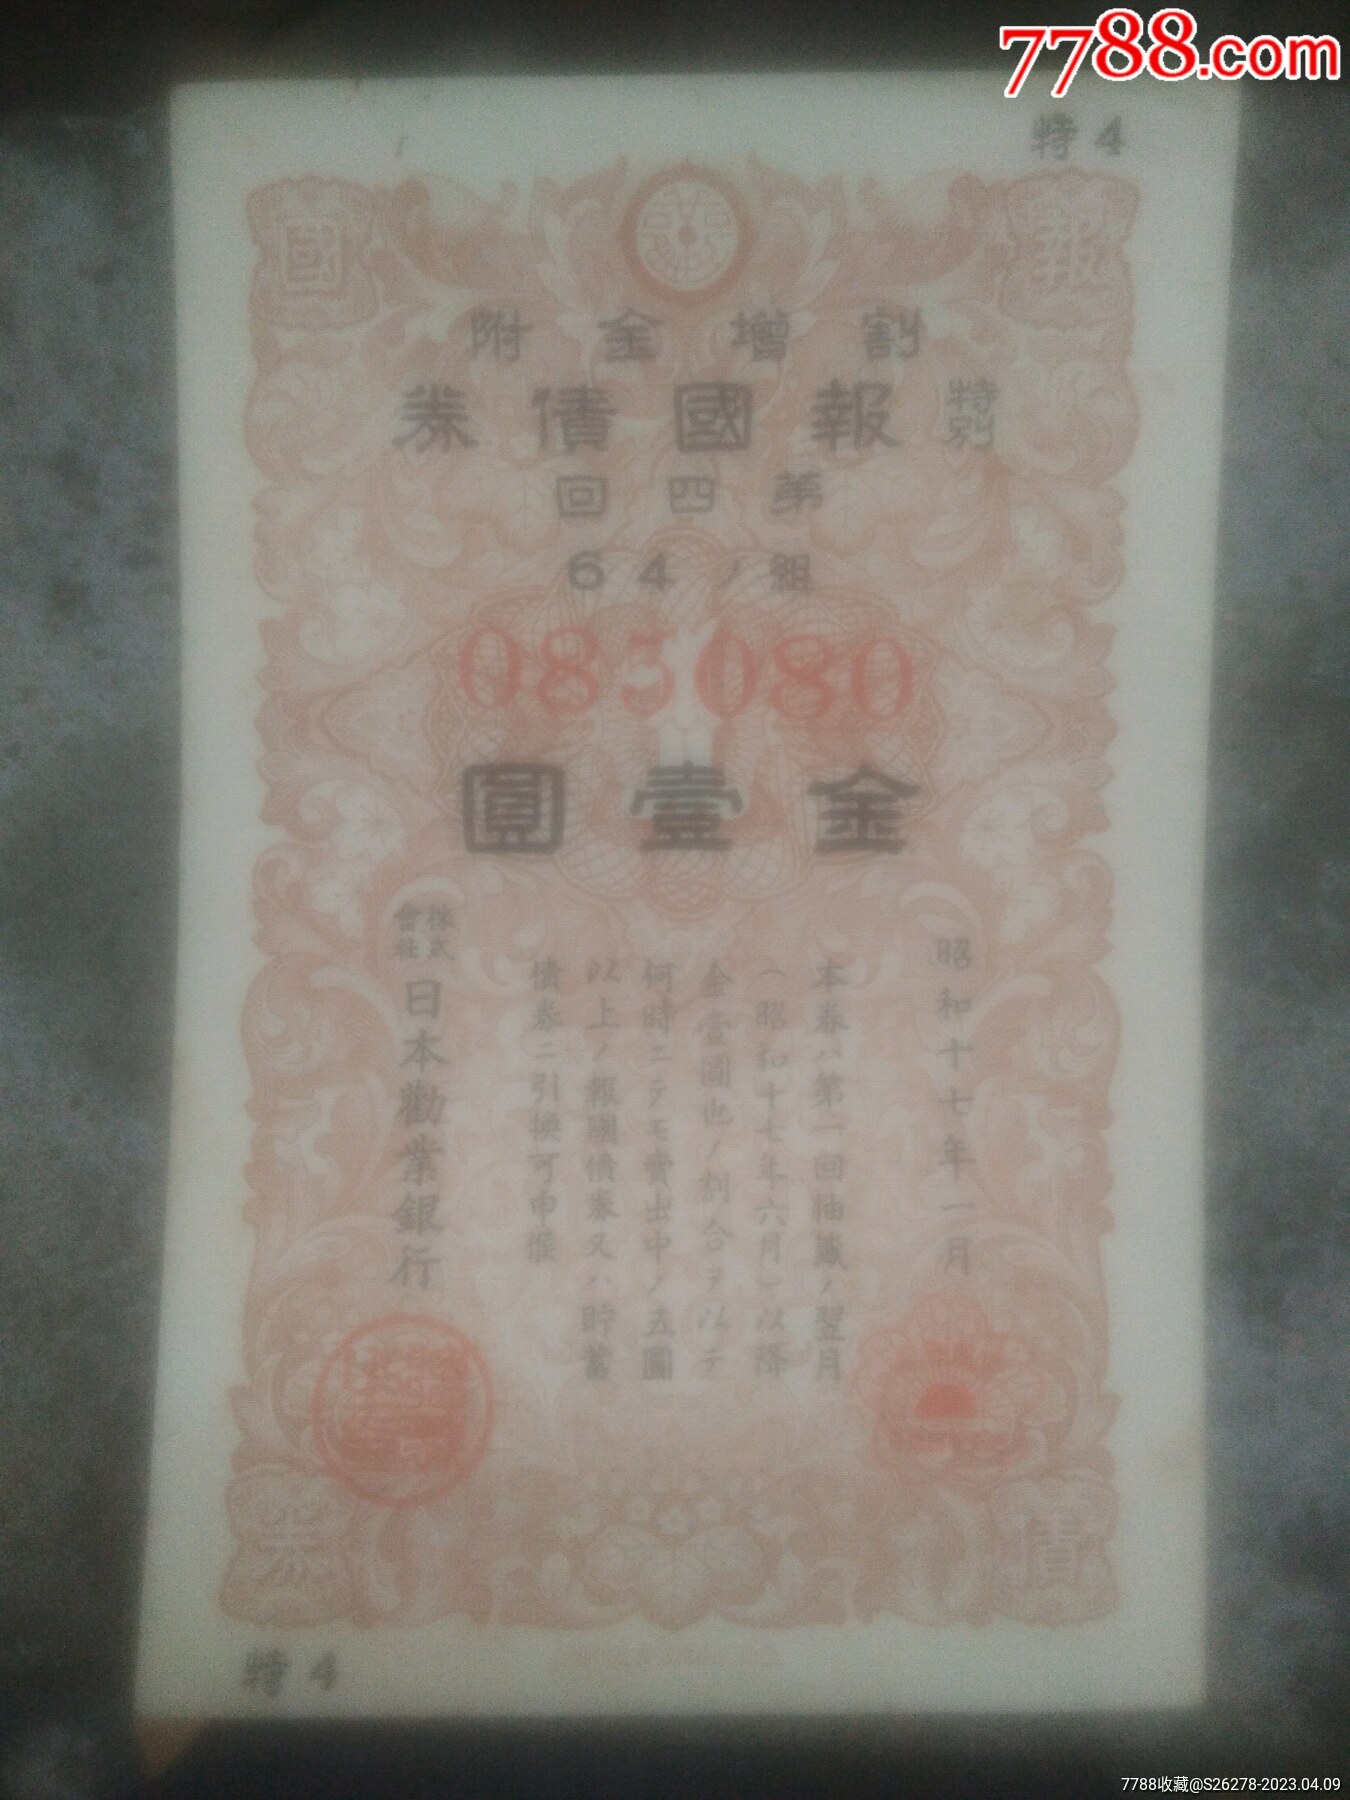 7788.com
特4
報國
割增金附
特別 報國債券
第四回
64ノ組
085080
金壹圓
昭和十七年一月
本券ハ第一回抽籤ノ翌月
(昭和十七年六月)以降
金壹圓也ノ割合ヲ以テ
何時ニテモ賣出中ノ五圓
以上ノ報國債券又ハ貯蓄
債券ニ引換可申候
株式會社 日本勸業銀行
債券
特4
7788收藏@S26278-2023.04.09